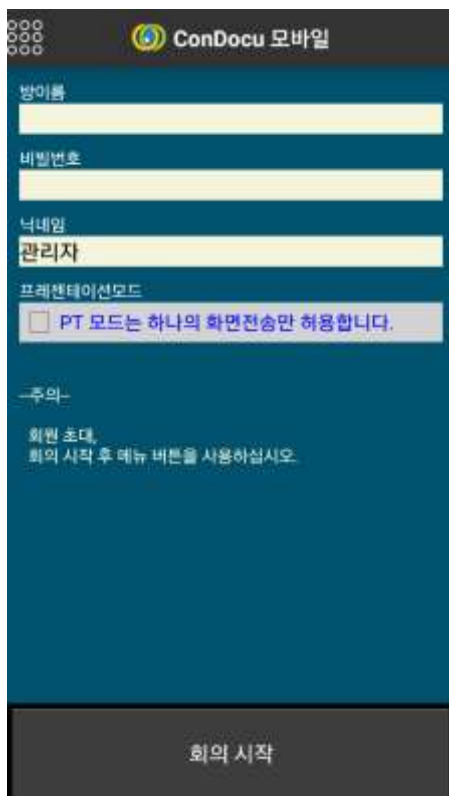 ConDocu 모바일
방이름
비밀번호
닉네임
관리자
프레젠테이션모드
PT 모드는 하나의 화면전송만 허용합니다.
-주의-
회원 초대,
회의 시작 후 메뉴 버튼을 사용하십시오.
회의 시작